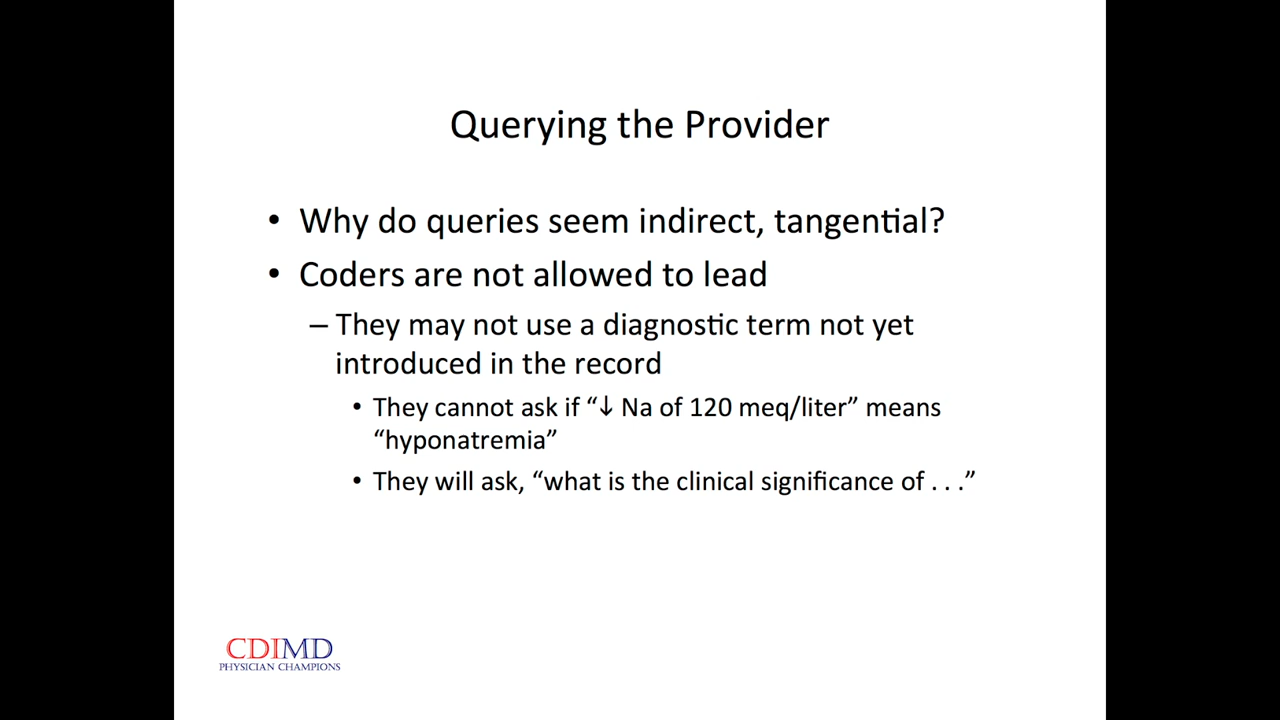 Querying the Provider
• Why do queries seem indirect, tangential?
• Coders are not allowed to lead
– They may not use a diagnostic term not yet
introduced in the record
• They cannot ask if “↓ Na of 120 meq/liter” means
“hyponatremia”
• They will ask, “what is the clinical significance of . . .”
CDIMD
PHYSICIAN CHAMPIONS